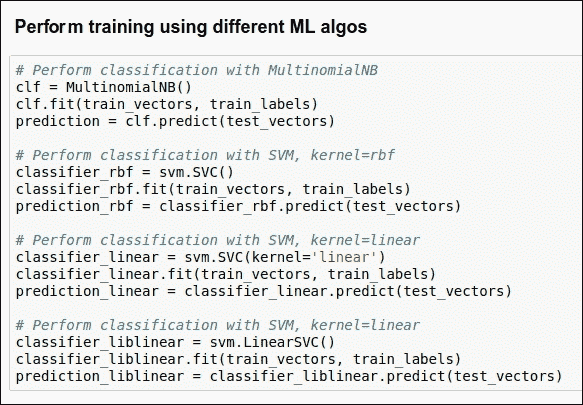 Perform training using different ML algos
# Perform classification with MultinomialNB
clf = MultinomialNB()
clf.fit(train_vectors, train_labels)
prediction = clf.predict(test_vectors)
# Perform classification with SVM, kernel=rbf
classifier_rbf = svm.SVC()
classifier_rbf.fit(train_vectors, train_labels)
prediction_rbf = classifier_rbf.predict(test_vectors)
# Perform classification with SVM, kernel=linear
classifier_linear = svm.SVC(kernel='linear')
classifier_linear.fit(train_vectors, train_labels)
prediction_linear = classifier_linear.predict(test_vectors)
# Perform classification with SVM, kernel=linear
classifier_liblinear = svm.LinearSVC()
classifier_liblinear.fit(train_vectors, train_labels)
prediction_liblinear = classifier_liblinear.predict(test_vectors)